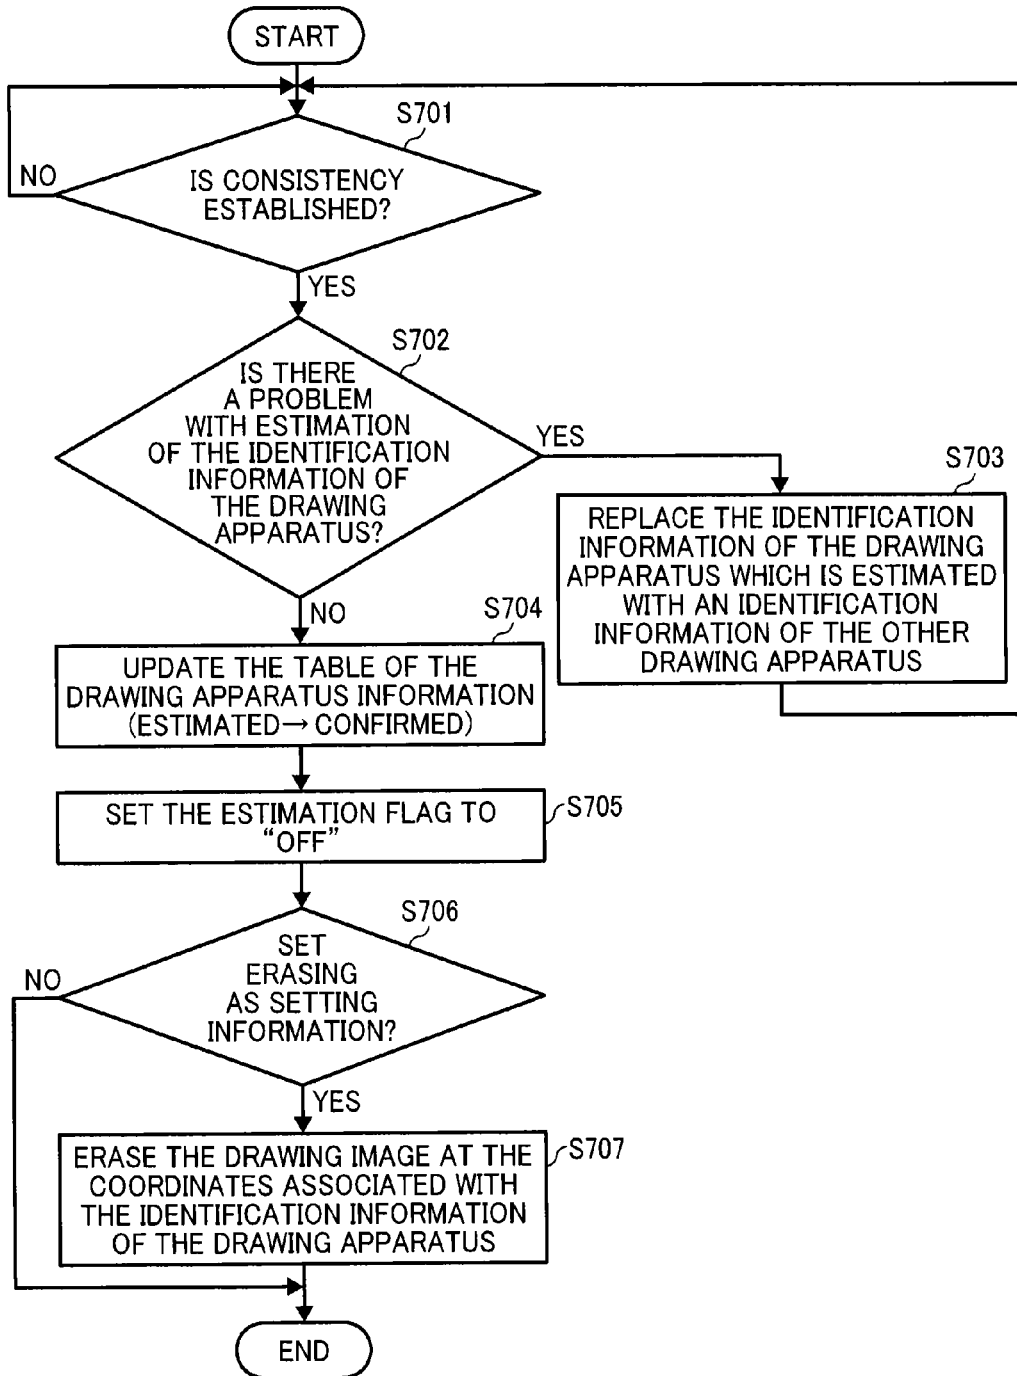 START
S701
NO
IS CONSISTENCY
ESTABLISHED?
YES
S702
IS THERE
A PROBLEM
WITH ESTIMATION
OF THE IDENTIFICATION
INFORMATION OF
THE DRAWING
APPARATUS?
YES
S703
REPLACE THE IDENTIFICATION
INFORMATION OF THE DRAWING
APPARATUS WHICH IS ESTIMATED
WITH AN IDENTIFICATION
INFORMATION OF THE OTHER
DRAWING APPARATUS
NO
S704
UPDATE THE TABLE OF THE
DRAWING APPARATUS INFORMATION
(ESTIMATED→CONFIRMED)
SET THE ESTIMATION FLAG TO
“OFF”
S705
S706
NO
SET
ERASING
AS SETTING
INFORMATION?
YES
S707
ERASE THE DRAWING IMAGE AT THE
COORDINATES ASSOCIATED WITH
THE IDENTIFICATION INFORMATION
OF THE DRAWING APPARATUS
END